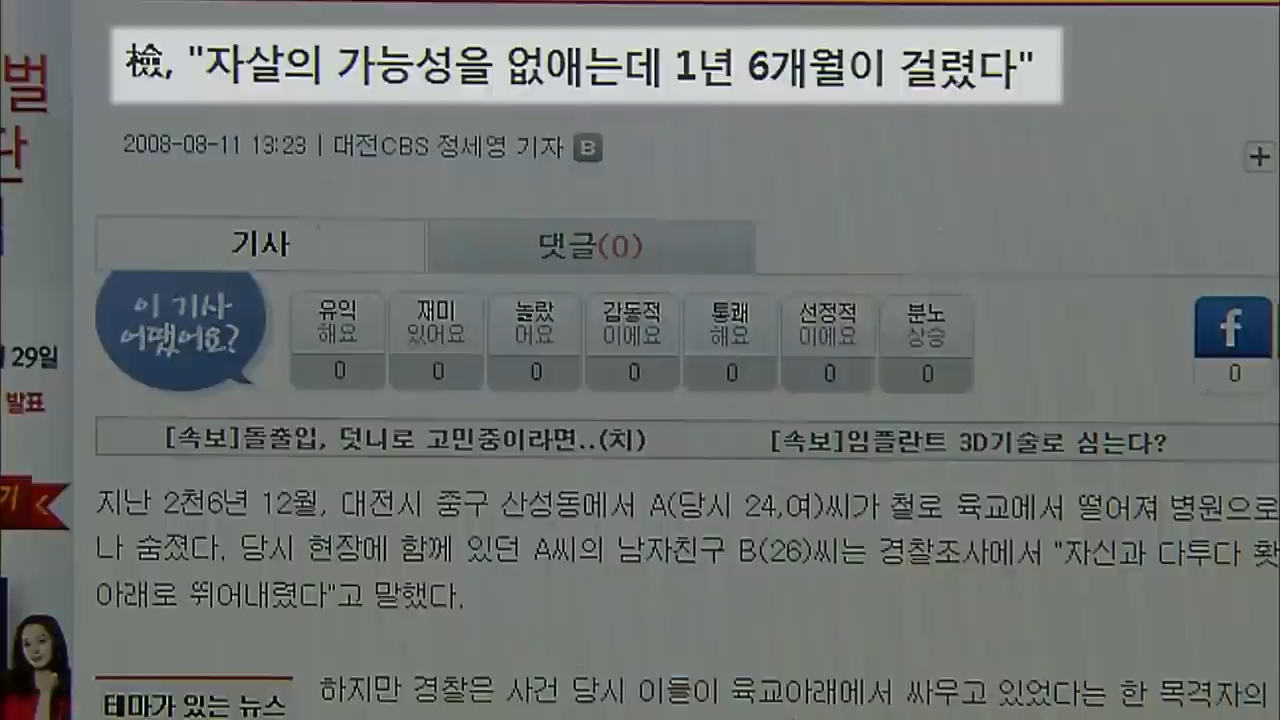 檢, "자살의 가능성을 없애는데 1년 6개월이 걸렸다"
2008-08-11 13:23 | 대전CBS 정세영 기자 B
기사
댓글(0)
이 기사
어땠어요?
유익
해요
0
재미
있어요
0
놀랐
어요
0
감동적
이에요
0
통쾌
해요
0
선정적
이에요
0
분노
상승
0
f
0
29일
발표
기
벌
[속보]돌출입, 덧니로 고민중이라면..(치)
[속보]임플란트 3D기술로 심는다?
지난 2천6년 12월, 대전시 중구 산성동에서 A(당시 24,여)씨가 철로 육교에서 떨어져 병원으로
나 숨졌다. 당시 현장에 함께 있던 A씨의 남자친구 B(26)씨는 경찰조사에서 "자신과 다투다 홧
아래로 뛰어내렸다"고 말했다.
테마가 있는 뉴스
하지만 경찰은 사건 당시 이들이 육교아래에서 싸우고 있었다는 한 목격자의